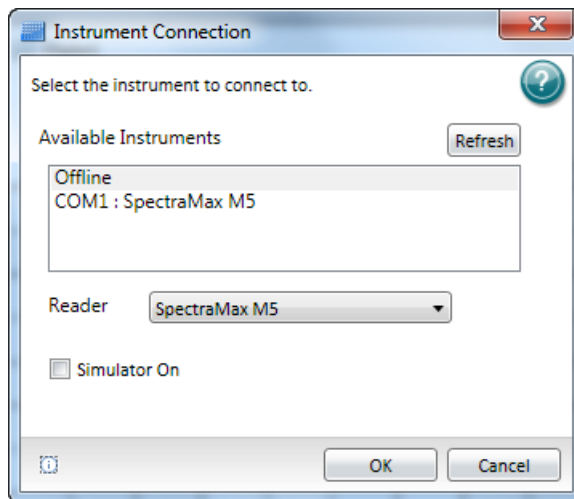 Instrument Connection
Select the instrument to connect to.
?
Available Instruments
Refresh
Offline
COM1 : SpectraMax M5
Reader
SpectraMax M5
Simulator On
OK
Cancel